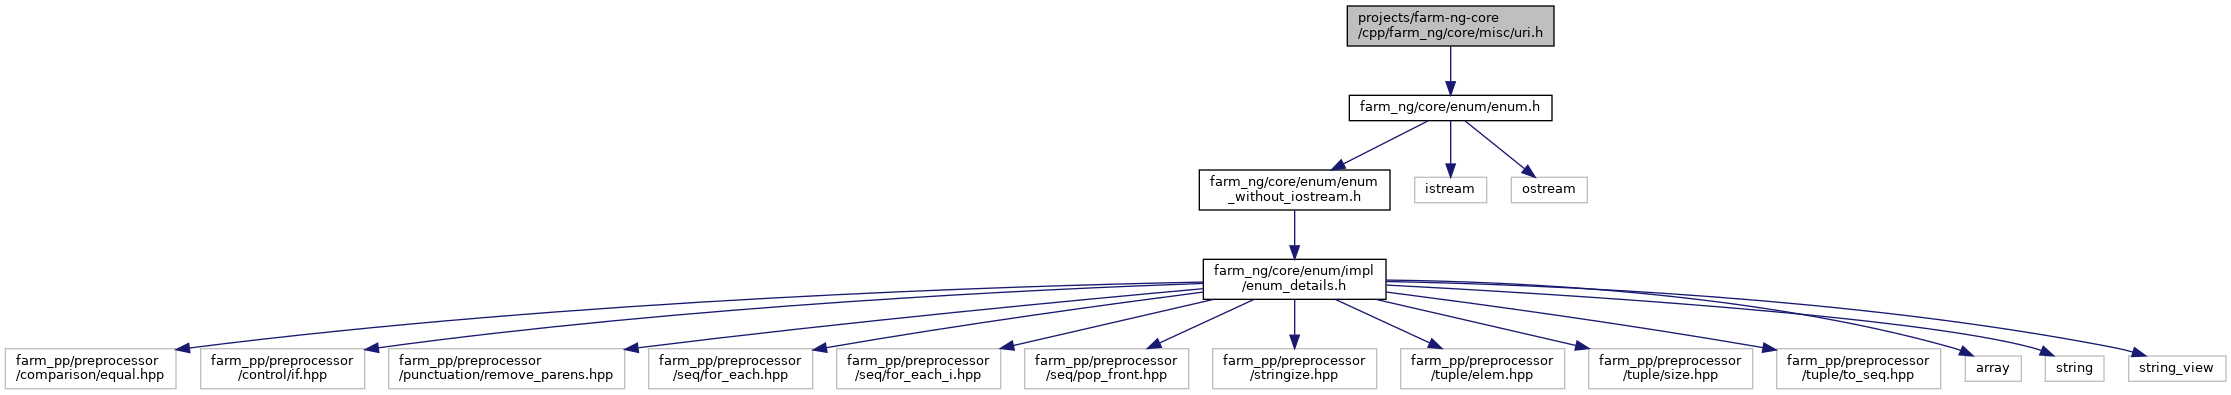 projects/farm-ng-core
/cpp/farm_ng/core/misc/uri.h
farm_ng/core/enum/enum.h
farm_ng/core/enum/enum
_without_iostream.h
istream
ostream
farm_ng/core/enum/impl
/enum_details.h
farm_pp/preprocessor
/comparison/equal.hpp
farm_pp/preprocessor
/control/if.hpp
farm_pp/preprocessor
/punctuation/remove_parens.hpp
farm_pp/preprocessor
/seq/for_each.hpp
farm_pp/preprocessor
/seq/for_each_i.hpp
farm_pp/preprocessor
/seq/pop_front.hpp
farm_pp/preprocessor
/stringize.hpp
farm_pp/preprocessor
/tuple/elem.hpp
farm_pp/preprocessor
/tuple/size.hpp
farm_pp/preprocessor
/tuple/to_seq.hpp
array
string
string_view